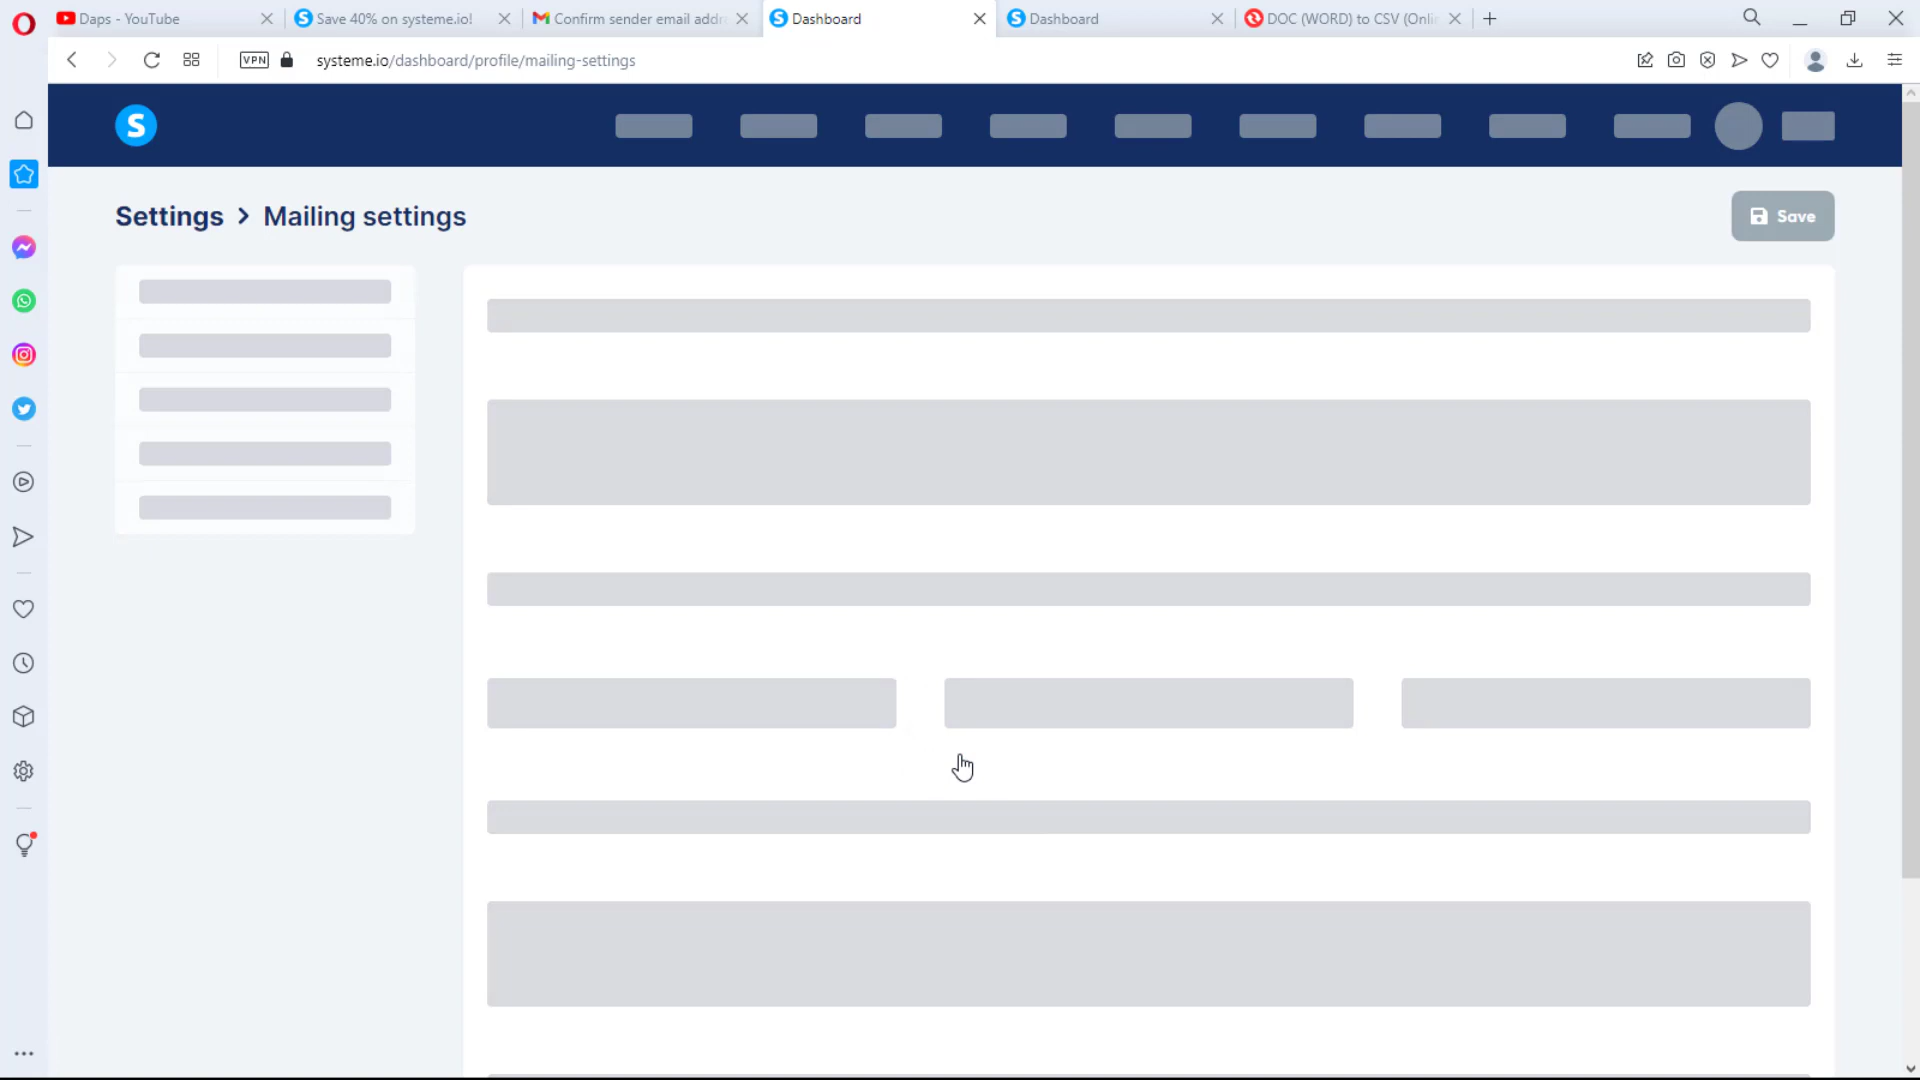 Daps - YouTube
Save 40% on systeme.io!
Confirm sender email addr
Dashboard
Dashboard
DOC (WORD) to CSV (Onli
VPN
systeme.io/dashboard/profile/mailing-settings
S
Settings > Mailing settings
Save